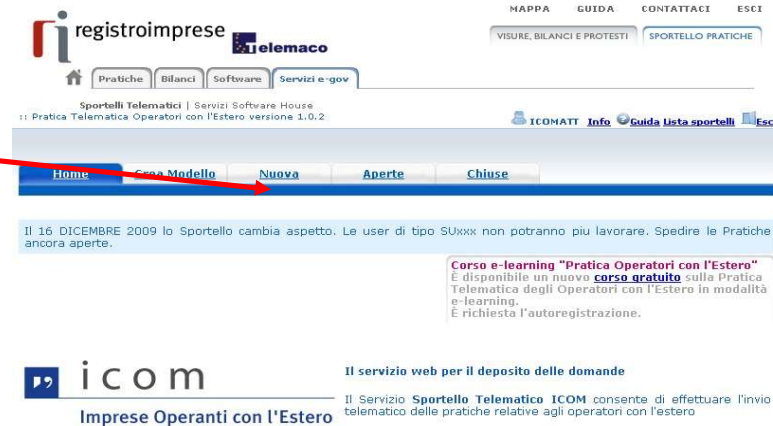 MAPPA GUIDA CONTATTACI ESCI
registroimprese
Telemaco
VISURE, BILANCI E PROTESTI SPORTELLO PRATICHE
Pratiche Bilanci Software Servizi e-gov
Sportelli Telematici | Servizi Software House
:: Pratica Telematica Operatori con l'Estero versione 1.0.2
ICOMATT Info Guida Lista sportelli Esc
Home Crea Modello Nuova Aperte Chiuse
Il 16 DICEMBRE 2009 lo Sportello cambia aspetto. Le user di tipo SUxxx non potranno piu lavorare. Spedire le Pratiche
ancora aperte.
Corso e-learning "Pratica Operatori con l'Estero"
È disponibile un nuovo corso gratuito sulla Pratica
Telematica degli Operatori con l'Estero in modalità
e-learning.
È richiesta l'autoregistrazione.
icom
Imprese Operanti con l'Estero
Il servizio web per il deposito delle domande
Il Servizio Sportello Telematico ICOM consente di effettuare l'invio
telematico delle pratiche relative agli operatori con l'estero